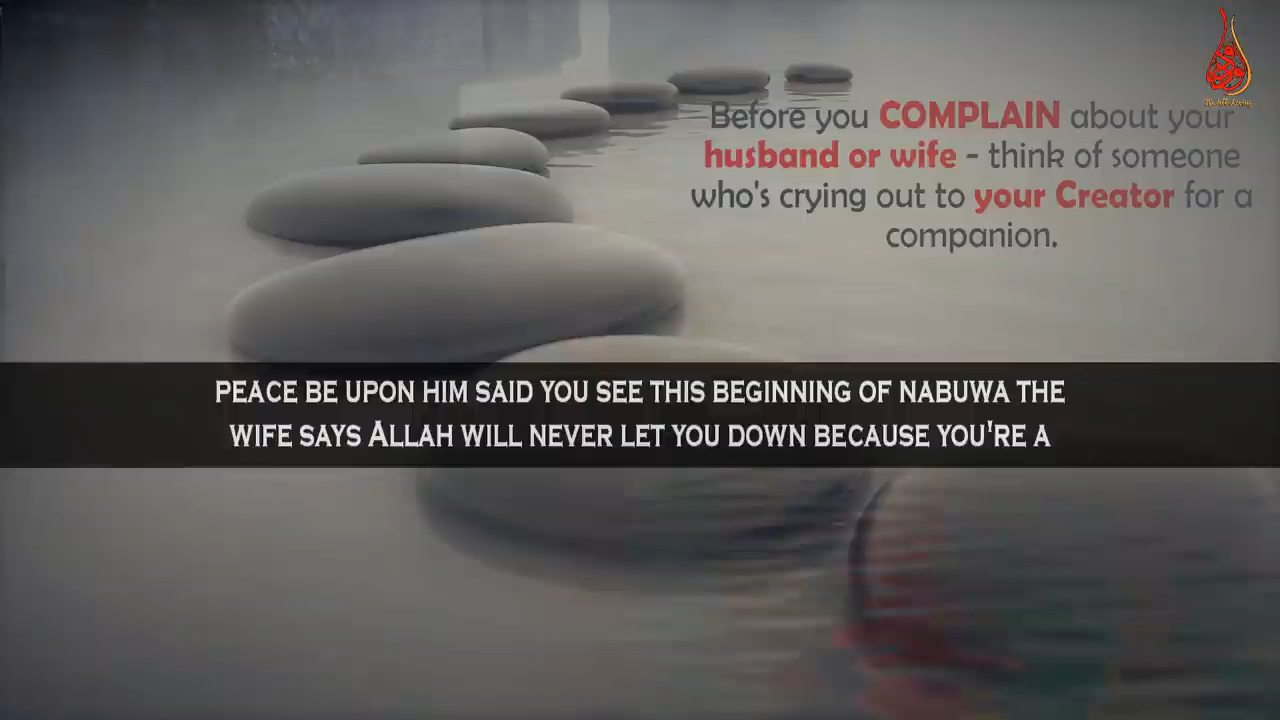 Before you COMPLAIN about your
husband or wife - think of someone
who's crying out to your Creator for a
companion.
PEACE BE UPON HIM SAID YOU SEE THIS BEGINNING OF NABUWA THE
WIFE SAYS ALLAH WILL NEVER LET YOU DOWN BECAUSE YOU'RE A